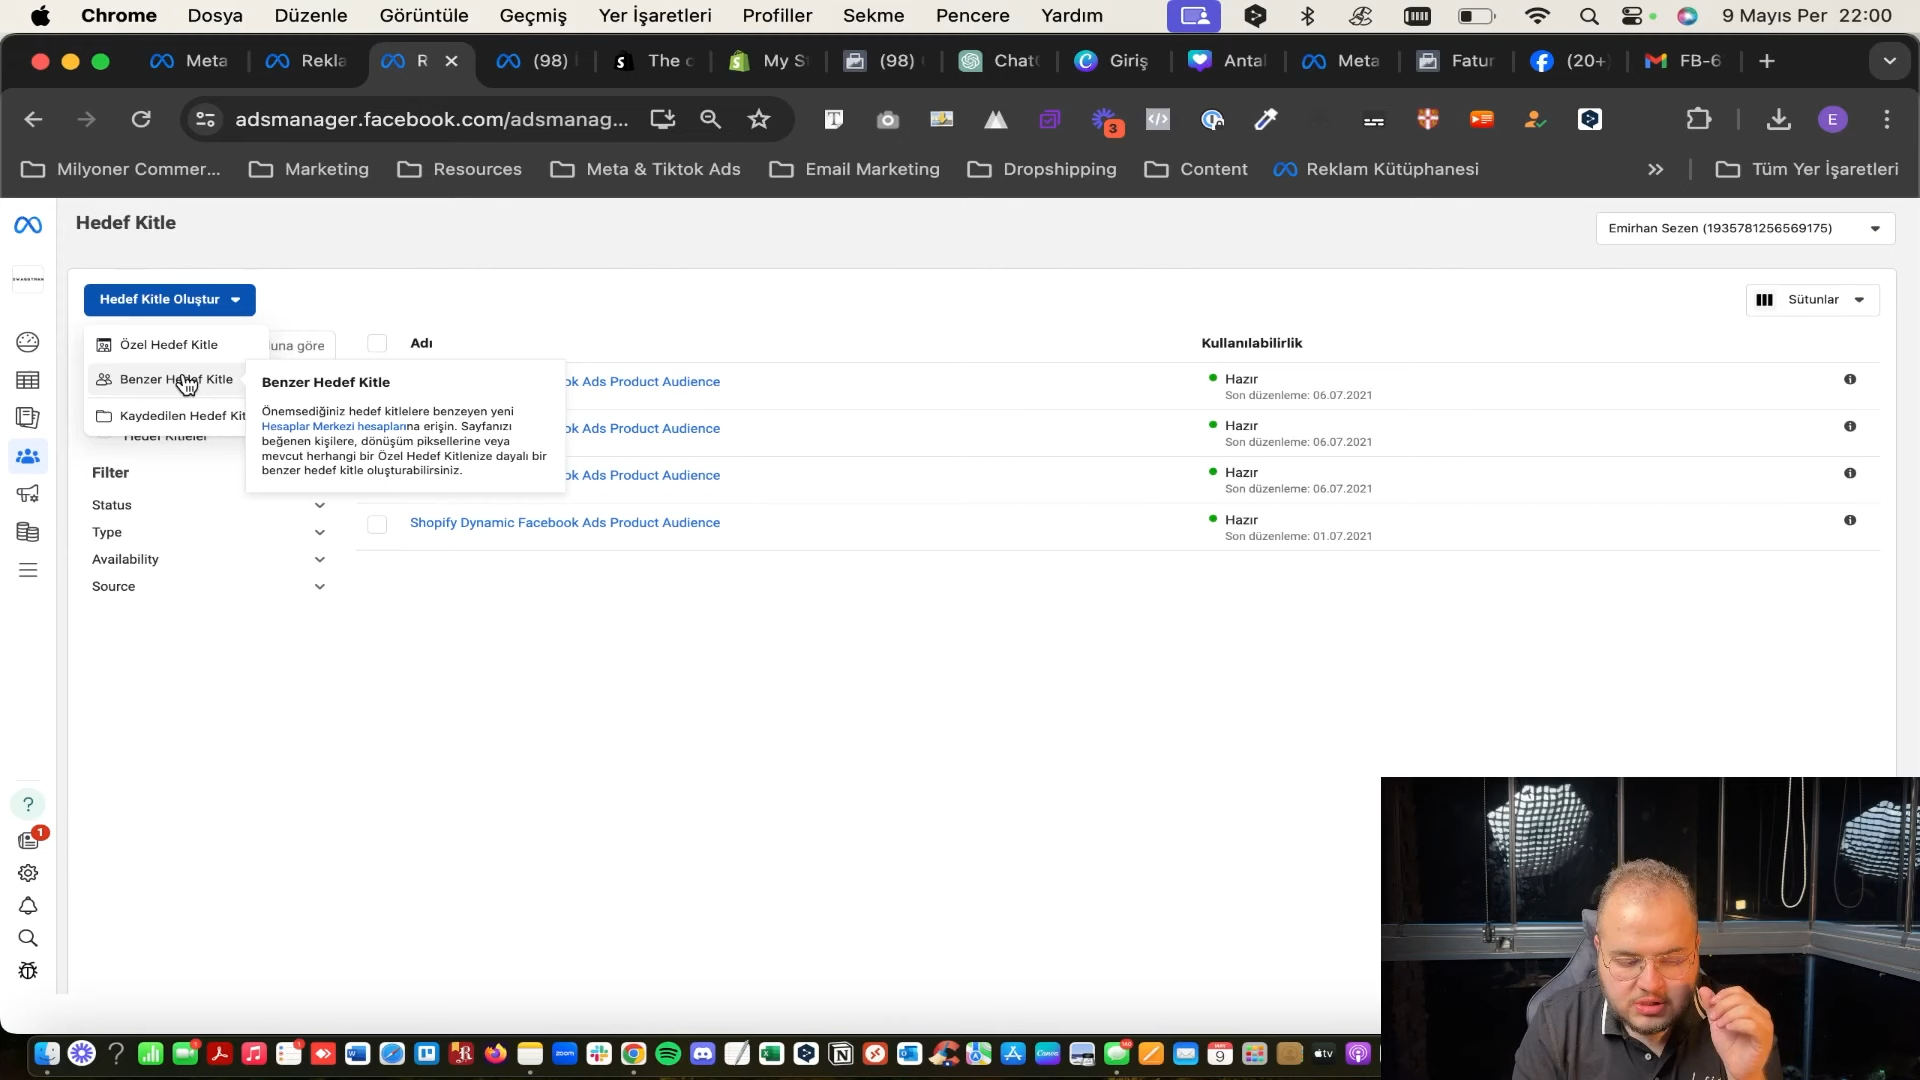 Chrome Dosya Düzenle Görüntüle Geçmiş Yer İşaretleri Profiller Sekme Pencere Yardım 9 Mayıs Per 22:00
Meta Rekla R (98) The My S (98) Chat Giriş Antal Meta Fatur (20+ FB-6
adsmanager.facebook.com/adsmanag... 3 E
Milyoner Commer... Marketing Resources Meta & Tiktok Ads Email Marketing Dropshipping Content Reklam Kütüphanesi Tüm Yer İşaretleri
Hedef Kitle
Emirhan Sezen (1935781256569175)
Hedef Kitle Oluştur
Sütunlar
Özel Hedef Kitle
una göre
Adı
Kullanılabilirlik
Benzer Hedef Kitle
Kaydedilen Hedef Kit
Hedef Kitleler
Benzer Hedef Kitle
Önemsediğiniz hedef kitlelere benzeyen yeni
Hesaplar Merkezi hesaplarına erişin. Sayfanızı
beğenen kişilere, dönüşüm piksellerine veya
mevcut herhangi bir Özel Hedef Kitlenize dayalı bir
benzer hedef kitle oluşturabilirsiniz.
ok Ads Product Audience
Hazır
Son düzenleme: 06.07.2021
ok Ads Product Audience
Hazır
Son düzenleme: 06.07.2021
ok Ads Product Audience
Hazır
Son düzenleme: 06.07.2021
Shopify Dynamic Facebook Ads Product Audience
Hazır
Son düzenleme: 01.07.2021
Filter
Status
Type
Availability
Source
1